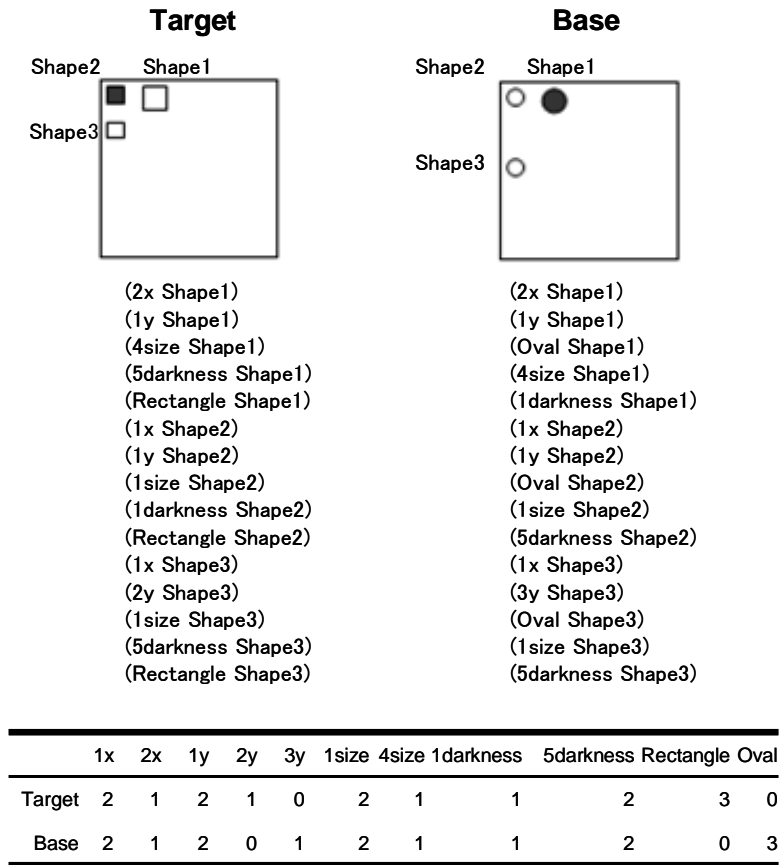 Target Base
Shape2 Shape1 Shape2 Shape1
Shape3
Shape3
(2x Shape1) (2x Shape1)
(1y Shape1) (1y Shape1)
(4size Shape1) (Oval Shape1)
(5darkness Shape1) (4size Shape1)
(Rectangle Shape1) (1darkness Shape1)
(1x Shape2) (1x Shape2)
(1y Shape2) (1y Shape2)
(1size Shape2) (Oval Shape2)
(1darkness Shape2) (1size Shape2)
(Rectangle Shape2) (5darkness Shape2)
(1x Shape3) (1x Shape3)
(2y Shape3) (3y Shape3)
(1size Shape3) (Oval Shape3)
(5darkness Shape3) (1size Shape3)
(Rectangle Shape3) (5darkness Shape3)
1x 2x 1y 2y 3y 1size 4size 1darkness 5darkness Rectangle Oval
Target 2 1 2 1 0 2 1 1 2 3 0
Base 2 1 2 0 1 2 1 1 2 0 3